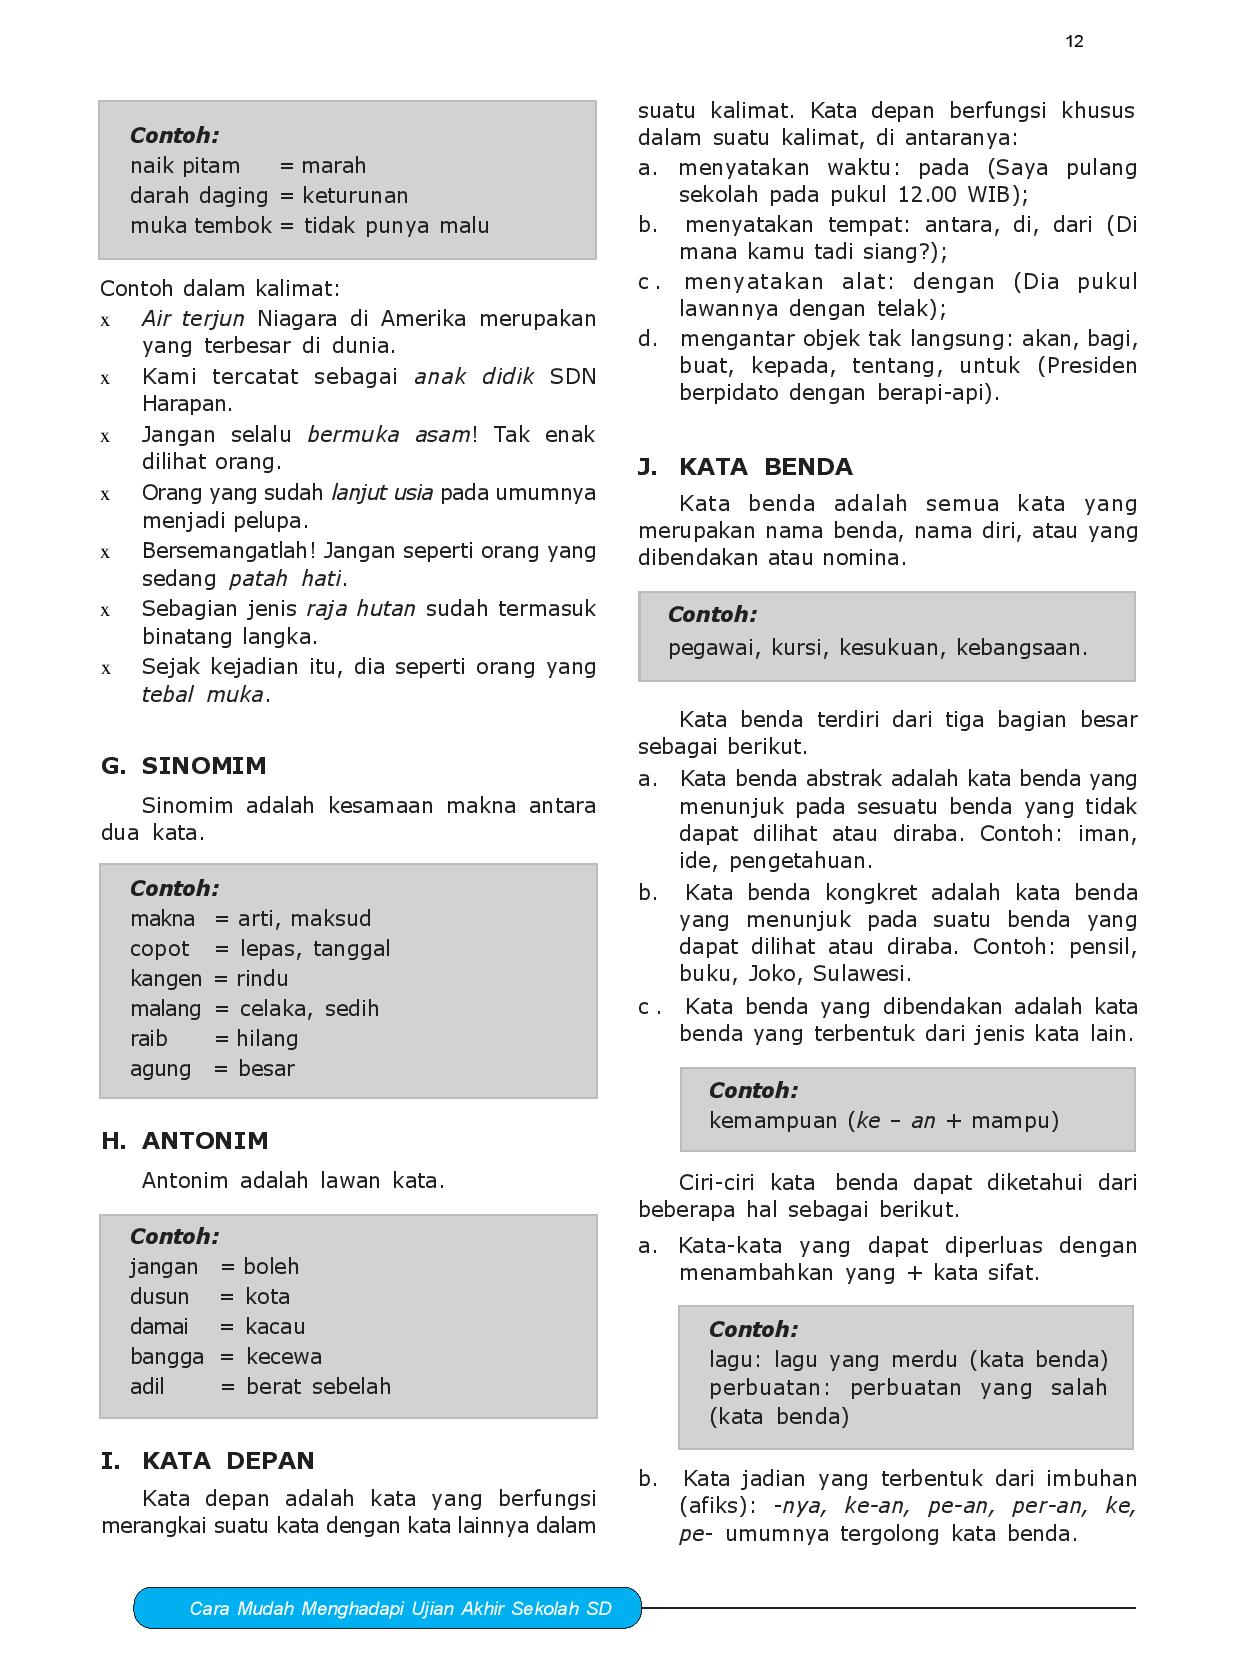 12
Contoh:
naik pitam = marah
darah daging = keturunan
muka tembok = tidak punya malu
Contoh dalam kalimat:
x Air terjun Niagara di Amerika merupakan
yang terbesar di dunia.
x Kami tercatat sebagai anak didik SDN
Harapan.
x Jangan selalu bermuka asam! Tak enak
dilihat orang.
x Orang yang sudah lanjut usia pada umumnya
menjadi pelupa.
x Bersemangatlah! Jangan seperti orang yang
sedang patah hati.
x Sebagian jenis raja hutan sudah termasuk
binatang langka.
x Sejak kejadian itu, dia seperti orang yang
tebal muka.
G. SINOMIM
Sinomim adalah kesamaan makna antara
dua kata.
Contoh:
makna = arti, maksud
copot = lepas, tanggal
kangen = rindu
malang = celaka, sedih
raib = hilang
agung = besar
H. ANTONIM
Antonim adalah lawan kata.
Contoh:
jangan = boleh
dusun = kota
damai = kacau
bangga = kecewa
adil = berat sebelah
I. KATA DEPAN
Kata depan adalah kata yang berfungsi
merangkai suatu kata dengan kata lainnya dalam
suatu kalimat. Kata depan berfungsi khusus
dalam suatu kalimat, di antaranya:
a. menyatakan waktu: pada (Saya pulang
sekolah pada pukul 12.00 WIB);
b. menyatakan tempat: antara, di, dari (Di
mana kamu tadi siang?);
c. menyatakan alat: dengan (Dia pukul
lawannya dengan telak);
d. mengantar objek tak langsung: akan, bagi,
buat, kepada, tentang, untuk (Presiden
berpidato dengan berapi-api).
J. KATA BENDA
Kata benda adalah semua kata yang
merupakan nama benda, nama diri, atau yang
dibendakan atau nomina.
Contoh:
pegawai, kursi, kesukuan, kebangsaan.
Kata benda terdiri dari tiga bagian besar
sebagai berikut.
a. Kata benda abstrak adalah kata benda yang
menunjuk pada sesuatu benda yang tidak
dapat dilihat atau diraba. Contoh: iman,
ide, pengetahuan.
b. Kata benda kongkret adalah kata benda
yang menunjuk pada suatu benda yang
dapat dilihat atau diraba. Contoh: pensil,
buku, Joko, Sulawesi.
c. Kata benda yang dibendakan adalah kata
benda yang terbentuk dari jenis kata lain.
Contoh:
kemampuan (ke – an + mampu)
Ciri-ciri kata benda dapat diketahui dari
beberapa hal sebagai berikut.
a. Kata-kata yang dapat diperluas dengan
menambahkan yang + kata sifat.
Contoh:
lagu: lagu yang merdu (kata benda)
perbuatan: perbuatan yang salah
(kata benda)
b. Kata jadian yang terbentuk dari imbuhan
(afiks): -nya, ke-an, pe-an, per-an, ke,
pe- umumnya tergolong kata benda.
Cara Mudah Menghadapi Ujian Akhir Sekolah SD